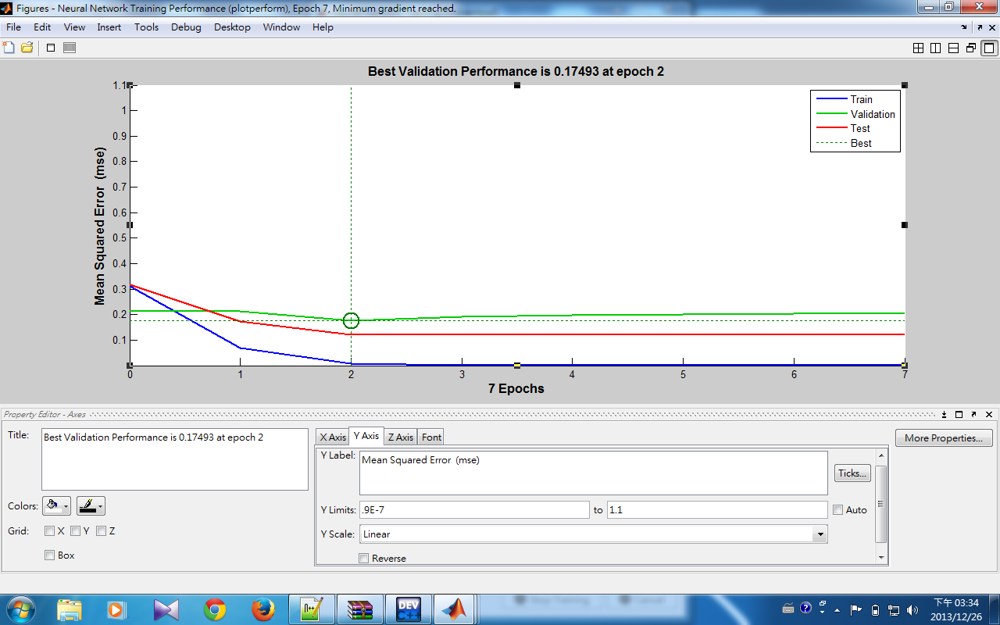 Figures - Neural Network Training Performance (plotperform), Epoch 7, Minimum gradient reached.
File Edit View Insert Tools Debug Desktop Window Help
Best Validation Performance is 0.17493 at epoch 2
Mean Squared Error (mse)
1.1
1
0.9
0.8
0.7
0.6
0.5
0.4
0.3
0.2
0.1
Train
Validation
Test
Best
0 1 2 3 4 5 6 7
7 Epochs
Property Editor - Axes
Title:
Best Validation Performance is 0.17493 at epoch 2
Colors:
Grid: X Y Z
Box
X Axis Y Axis Z Axis Font
Y Label: Mean Squared Error (mse)
Ticks...
Y Limits: .9E-7 to 1.1 Auto
Y Scale: Linear
Reverse
More Properties...
n++
DEV
C++
下午 03:34
2013/12/26